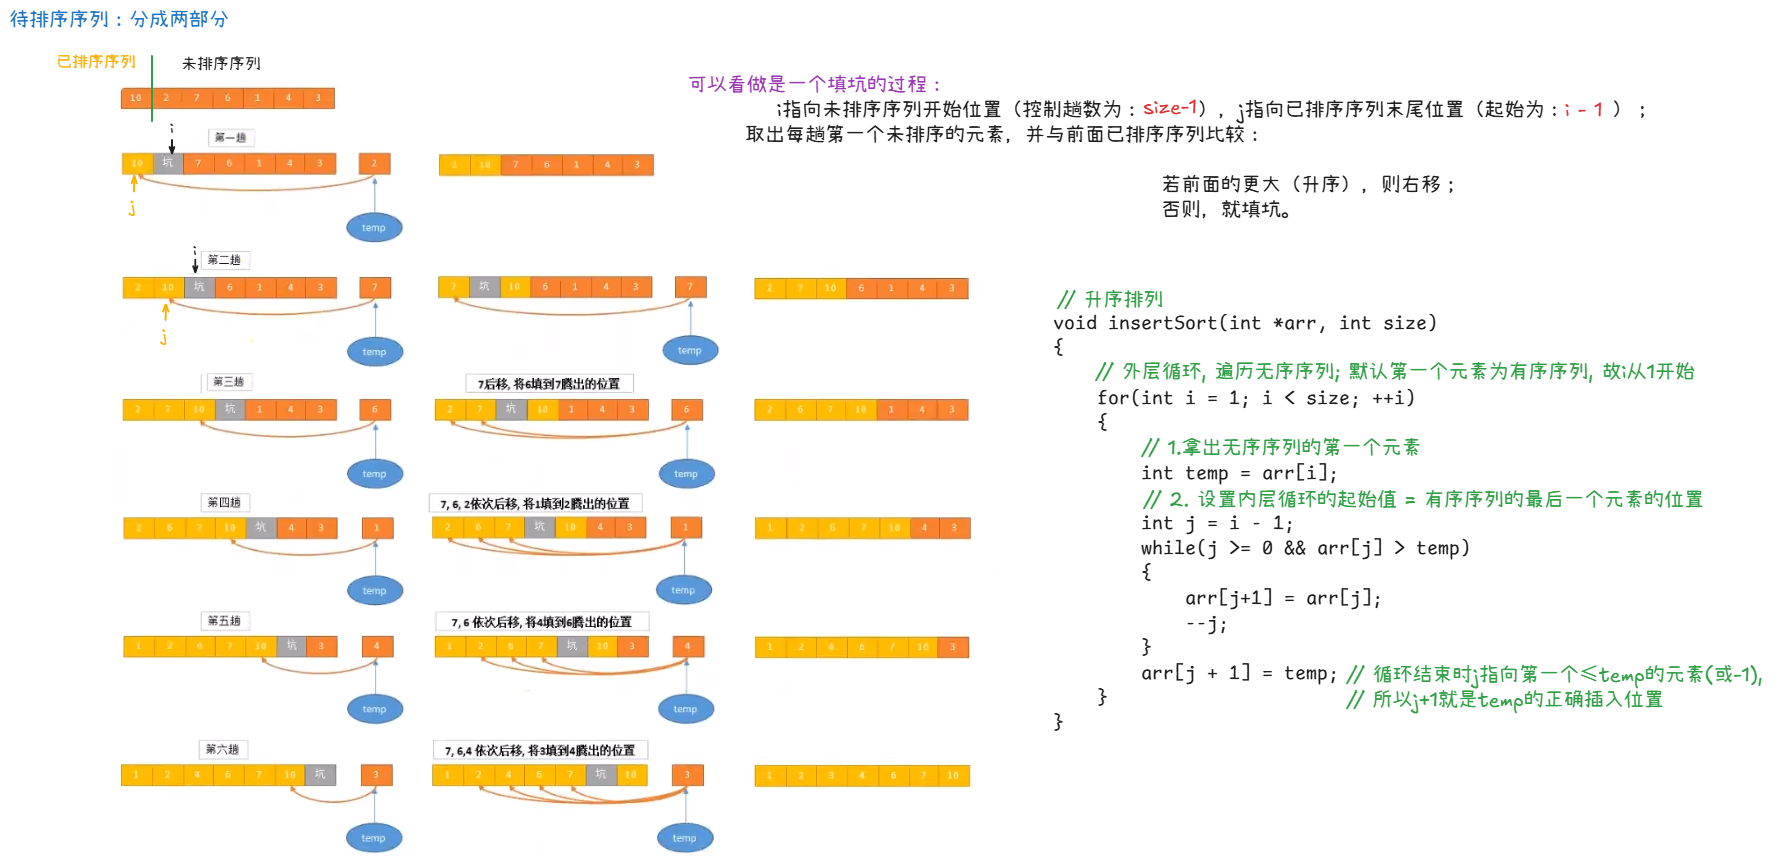 待排序序列：分成两部分
已排序序列 未排序序列
10 2 7 6 1 4 3
可以看做是一个填坑的过程：
i指向未排序序列开始位置（控制趟数为：size-1），j指向已排序序列末尾位置（起始为：i - 1 ）；
取出每趟第一个未排序的元素，并与前面已排序序列比较：
若前面的更大（升序），则右移；
否则，就填坑。
i
第一趟
10 坑 7 6 1 4 3 2
2 10 7 6 1 4 3
j
temp
i
第二趟
2 10 坑 6 1 4 3 7
2 坑 10 6 1 4 3 7
2 7 10 6 1 4 3
j
temp temp
第三趟 7后移, 将6填到7腾出的位置
2 7 10 坑 1 4 3 6
2 7 坑 10 1 4 3 6
2 6 7 10 1 4 3
temp temp
第四趟 7, 6, 2依次后移, 将1填到2腾出的位置
2 6 7 10 坑 4 3 1
2 6 7 坑 10 4 3 1
1 2 6 7 10 4 3
temp temp
第五趟 7, 6 依次后移, 将4填到6腾出的位置
1 2 6 7 10 坑 3 4
1 2 6 7 坑 10 3 4
1 2 4 6 7 10 3
temp temp
第六趟 7, 6,4 依次后移, 将3填到4腾出的位置
1 2 4 6 7 10 坑 3
1 2 4 6 7 坑 10 3
1 2 3 4 6 7 10
temp temp
// 升序排列
void insertSort(int *arr, int size)
{
// 外层循环, 遍历无序序列; 默认第一个元素为有序序列, 故i从1开始
for(int i = 1; i < size; ++i)
{
// 1.拿出无序序列的第一个元素
int temp = arr[i];
// 2. 设置内层循环的起始值 = 有序序列的最后一个元素的位置
int j = i - 1;
while(j >= 0 && arr[j] > temp)
{
arr[j+1] = arr[j];
--j;
}
arr[j + 1] = temp; // 循环结束时j指向第一个≤temp的元素(或-1),
} // 所以j+1就是temp的正确插入位置
}